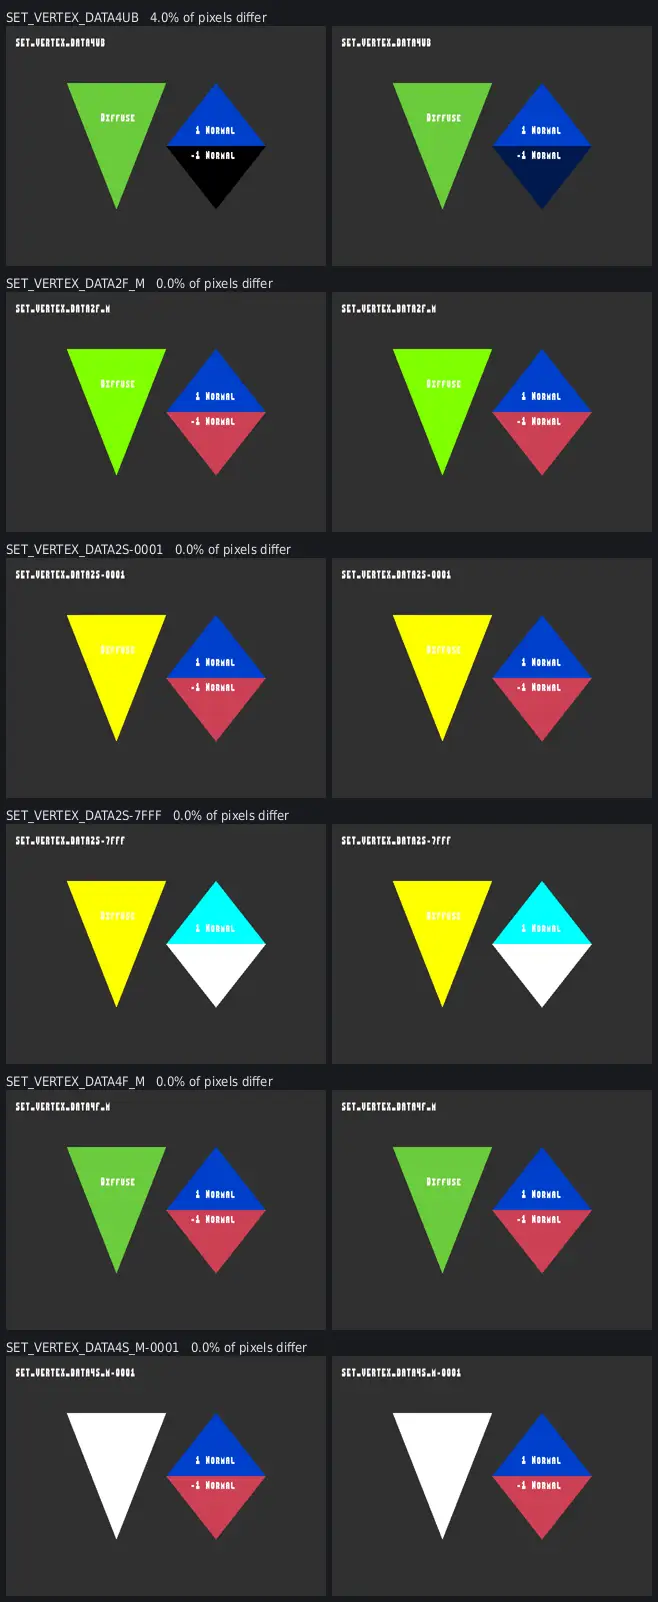 SET_VERTEX_DATA4UB   4.0% of pixels differ
SET_VERTEX_DATA4UB
Diffuse
1 Normal
-1 Normal
SET_VERTEX_DATA4UB
Diffuse
1 Normal
-1 Normal
SET_VERTEX_DATA2F_M   0.0% of pixels differ
SET_VERTEX_DATA2F_M
Diffuse
1 Normal
-1 Normal
SET_VERTEX_DATA2F_M
Diffuse
1 Normal
-1 Normal
SET_VERTEX_DATA2S-0001   0.0% of pixels differ
SET_VERTEX_DATA2S-0001
Diffuse
1 Normal
-1 Normal
SET_VERTEX_DATA2S-0001
Diffuse
1 Normal
-1 Normal
SET_VERTEX_DATA2S-7FFF   0.0% of pixels differ
SET_VERTEX_DATA2S-7FFF
Diffuse
1 Normal
SET_VERTEX_DATA2S-7FFF
Diffuse
1 Normal
SET_VERTEX_DATA4F_M   0.0% of pixels differ
SET_VERTEX_DATA4F_M
Diffuse
1 Normal
-1 Normal
SET_VERTEX_DATA4F_M
Diffuse
1 Normal
-1 Normal
SET_VERTEX_DATA4S_M-0001   0.0% of pixels differ
SET_VERTEX_DATA4S_M-0001
1 Normal
-1 Normal
SET_VERTEX_DATA4S_M-0001
1 Normal
-1 Normal